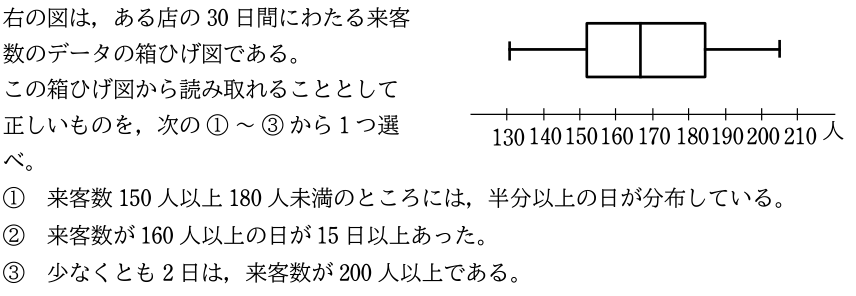 右の図は，ある店の 30 日間にわたる来客
数のデータの箱ひげ図である。
この箱ひげ図から読み取れることとして
正しいものを，次の ① ～ ③ から 1 つ選
べ。
130 140 150 160 170 180 190 200 210 人
① 来客数 150 人以上 180 人未満のところには，半分以上の日が分布している。
② 来客数が 160 人以上の日が 15 日以上あった。
③ 少なくとも 2 日は，来客数が 200 人以上である。